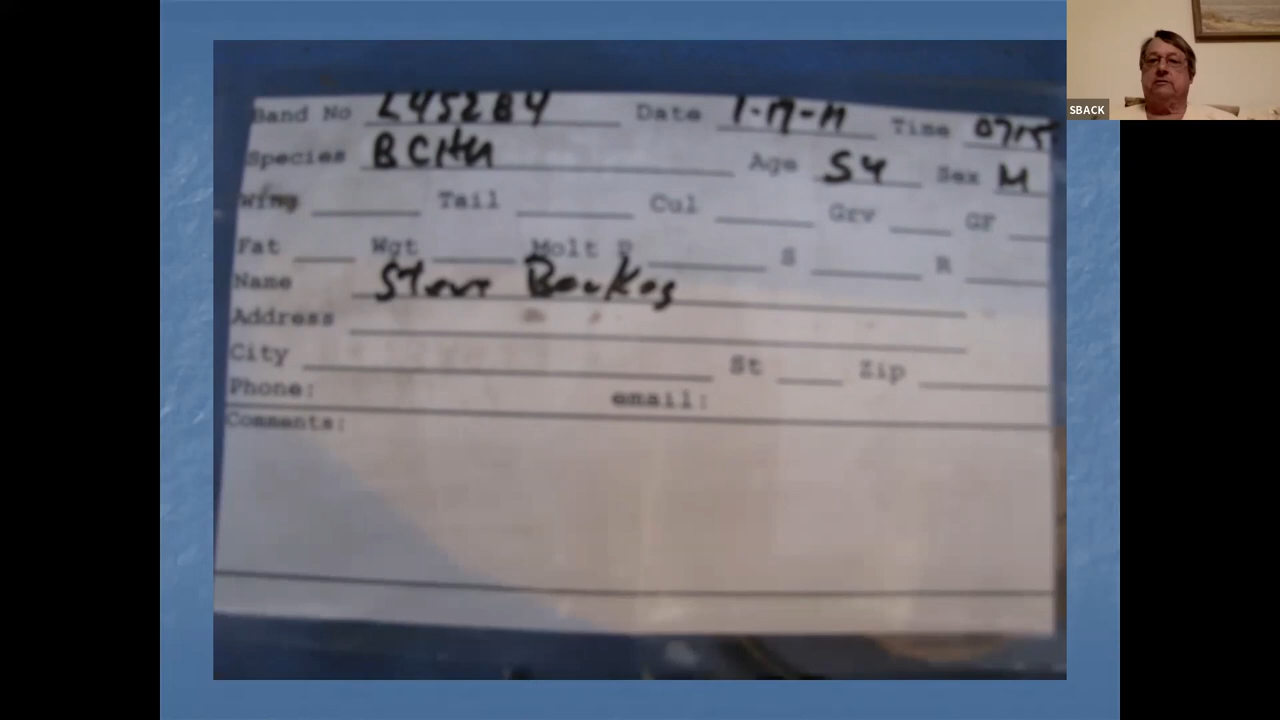 Band No L45284 Date 1-17-11 Time 0715
Species BCHU Age SY Sex M
Wing Tail Cul Grv GF
Fat Wgt Molt P S R
Name Steve
Address
City St Zip
Phone: email:
Comments:
SBACK